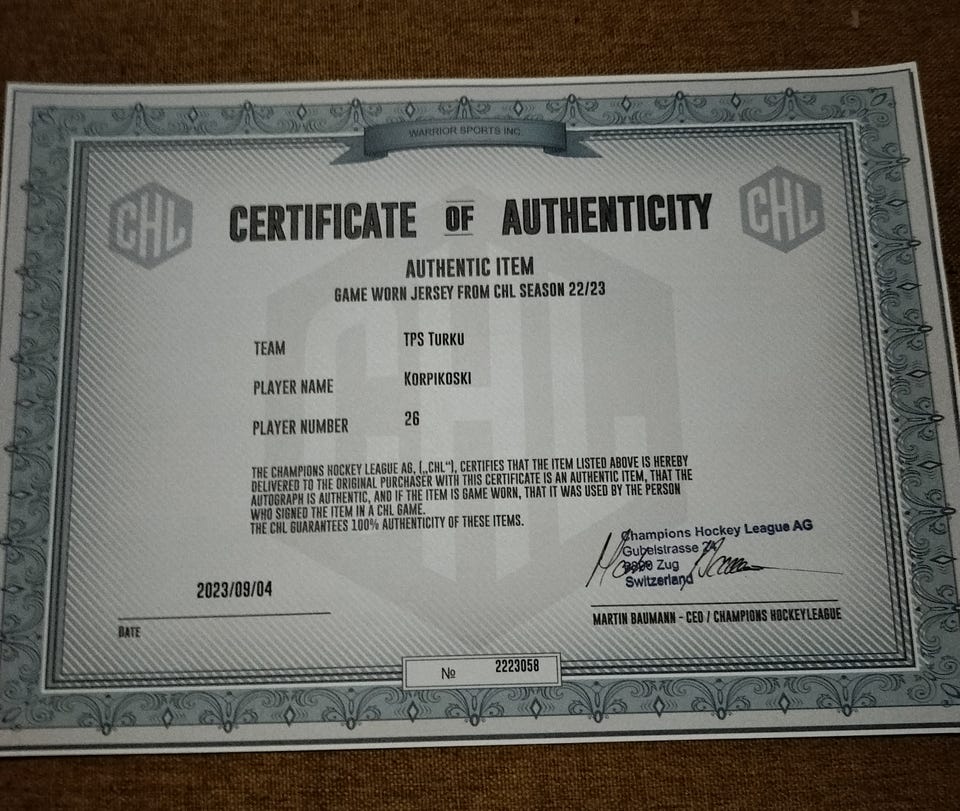 WARRIOR SPORTS INC.
CHL
CHL
CERTIFICATE OF AUTHENTICITY
AUTHENTIC ITEM
GAME WORN JERSEY FROM CHL SEASON 22/23
TEAM TPS TURKU
PLAYER NAME KORPIKOSKI
PLAYER NUMBER 26
THE CHAMPIONS HOCKEY LEAGUE AG, („CHL“), CERTIFIES THAT THE ITEM LISTED ABOVE IS HEREBY
DELIVERED TO THE ORIGINAL PURCHASER WITH THIS CERTIFICATE IS AN AUTHENTIC ITEM, THAT THE
AUTOGRAPH IS AUTHENTIC, AND IF THE ITEM IS GAME WORN, THAT IT WAS USED BY THE PERSON
WHO SIGNED THE ITEM IN A CHL GAME.
THE CHL GUARANTEES 100% AUTHENTICITY OF THESE ITEMS.
Champions Hockey League AG
Gubelstrasse
Zug
Switzerland
2023/09/04
DATE
MARTIN BAUMANN - CEO / CHAMPIONS HOCKEYLEAGUE
№ 2223058